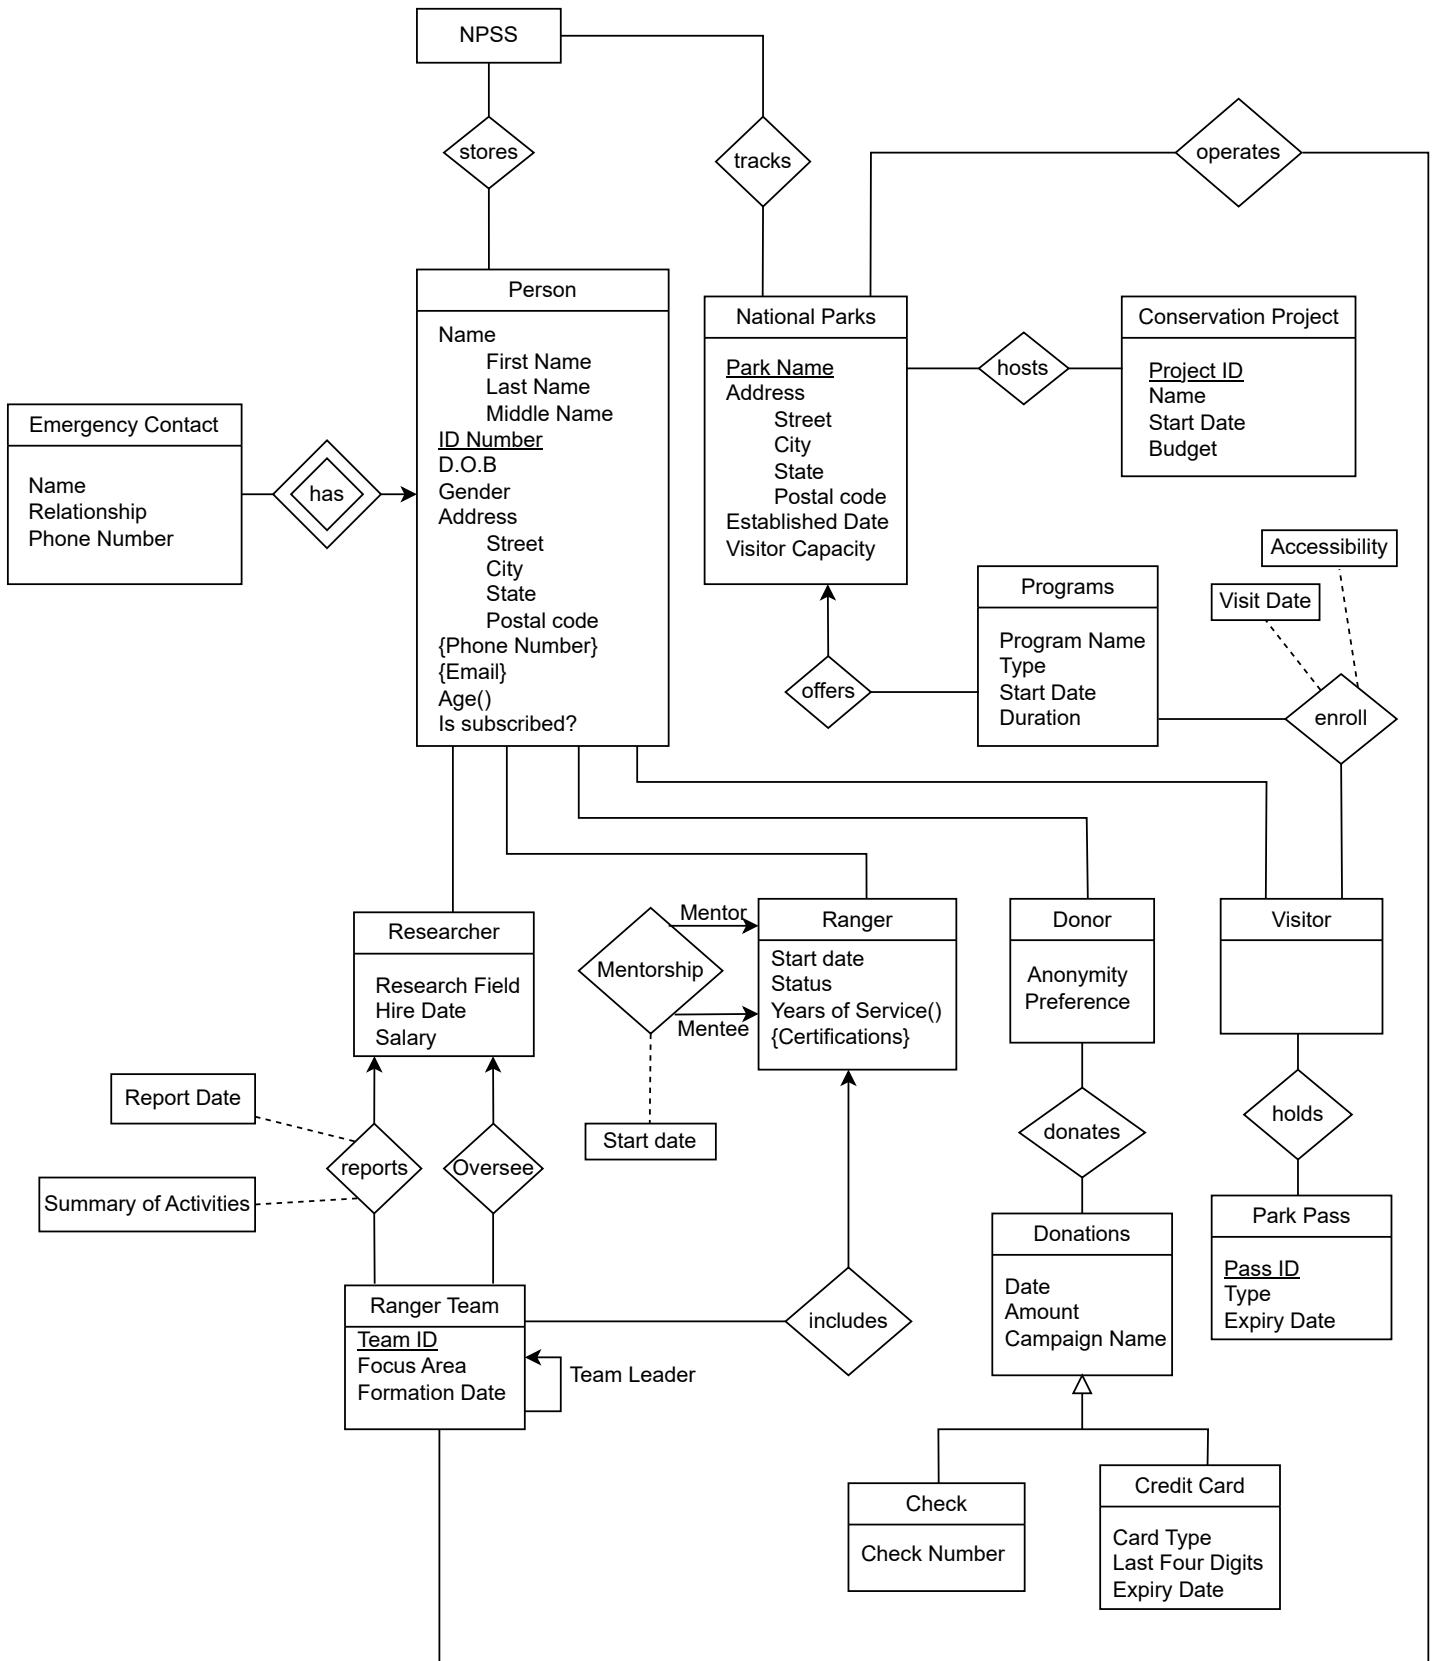 NPSS
stores
tracks
operates
Person
Name
First Name
Last Name
Middle Name
ID Number
D.O.B
Gender
Address
Street
City
State
Postal code
{Phone Number}
{Email}
Age()
Is subscribed?
National Parks
Park Name
Address
Street
City
State
Postal code
Established Date
Visitor Capacity
hosts
Conservation Project
Project ID
Name
Start Date
Budget
Emergency Contact
Name
Relationship
Phone Number
has
Accessibility
Visit Date
Programs
Program Name
Type
Start Date
Duration
offers
enroll
Researcher
Research Field
Hire Date
Salary
Mentorship
Mentor
Mentee
Start date
Ranger
Start date
Status
Years of Service()
{Certifications}
Donor
Anonymity
Preference
Visitor
Report Date
Summary of Activities
reports
Oversee
donates
holds
Ranger Team
Team ID
Focus Area
Formation Date
Team Leader
includes
Donations
Date
Amount
Campaign Name
Park Pass
Pass ID
Type
Expiry Date
Check
Check Number
Credit Card
Card Type
Last Four Digits
Expiry Date